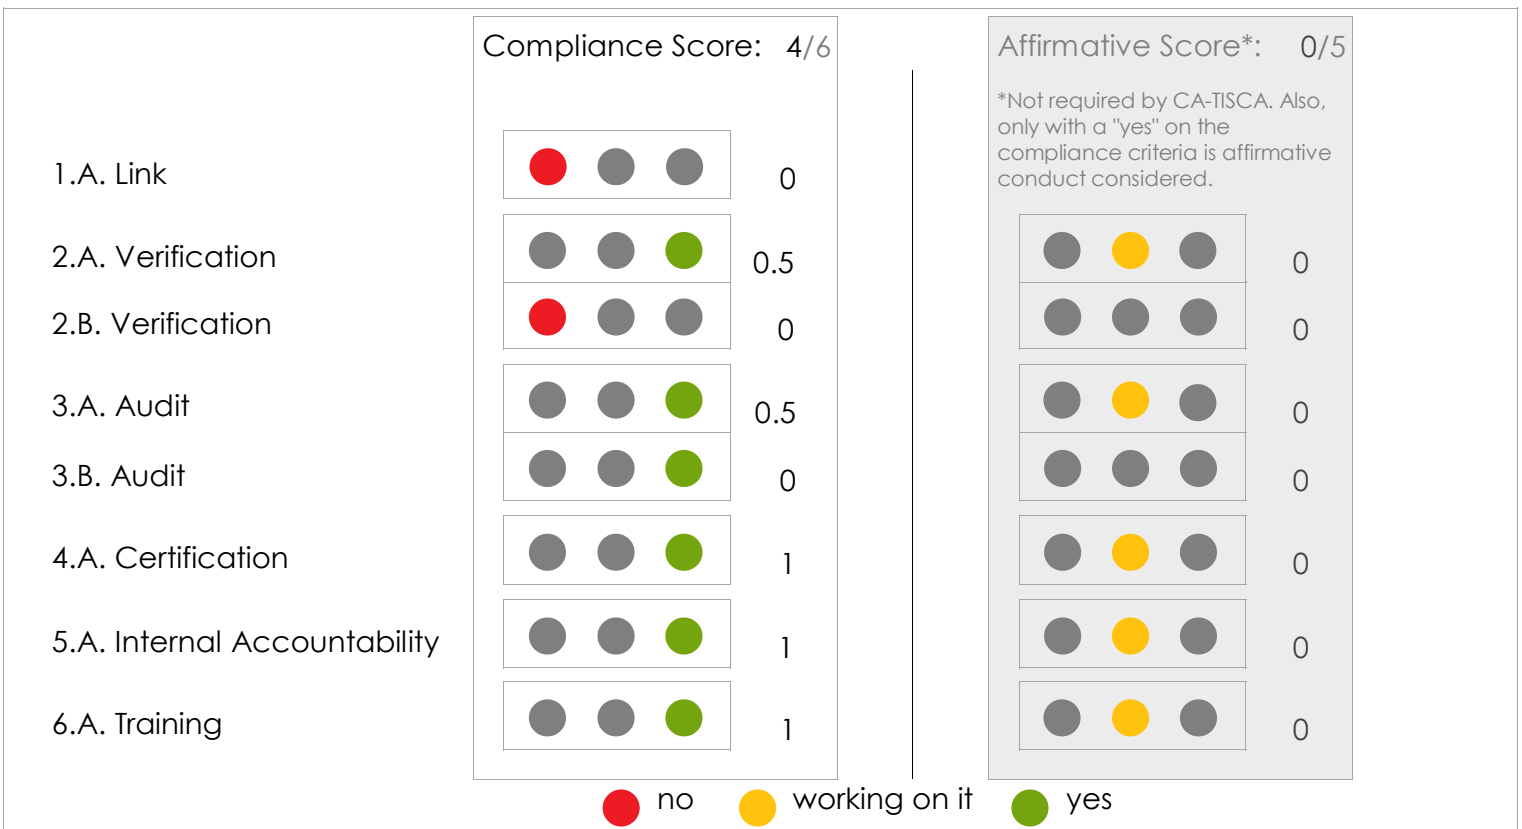 Compliance Score: 4/6
Affirmative Score*: 0/5
*Not required by CA-TISCA. Also,
only with a "yes" on the
compliance criteria is affirmative
conduct considered.
1.A. Link 0
2.A. Verification 0.5 0
2.B. Verification 0 0
3.A. Audit 0.5 0
3.B. Audit 0 0
4.A. Certification 1 0
5.A. Internal Accountability 1 0
6.A. Training 1 0
no working on it yes